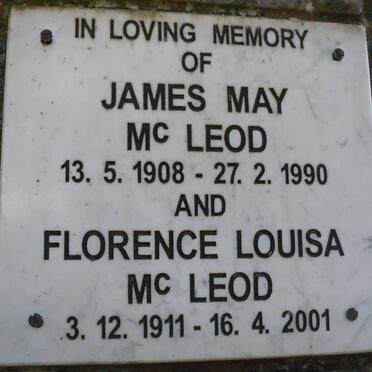 IN LOVING MEMORY
OF
JAMES MAY
Mc LEOD
13. 5. 1908 - 27. 2. 1990
AND
FLORENCE LOUISA
Mc LEOD
3. 12. 1911 - 16. 4. 2001